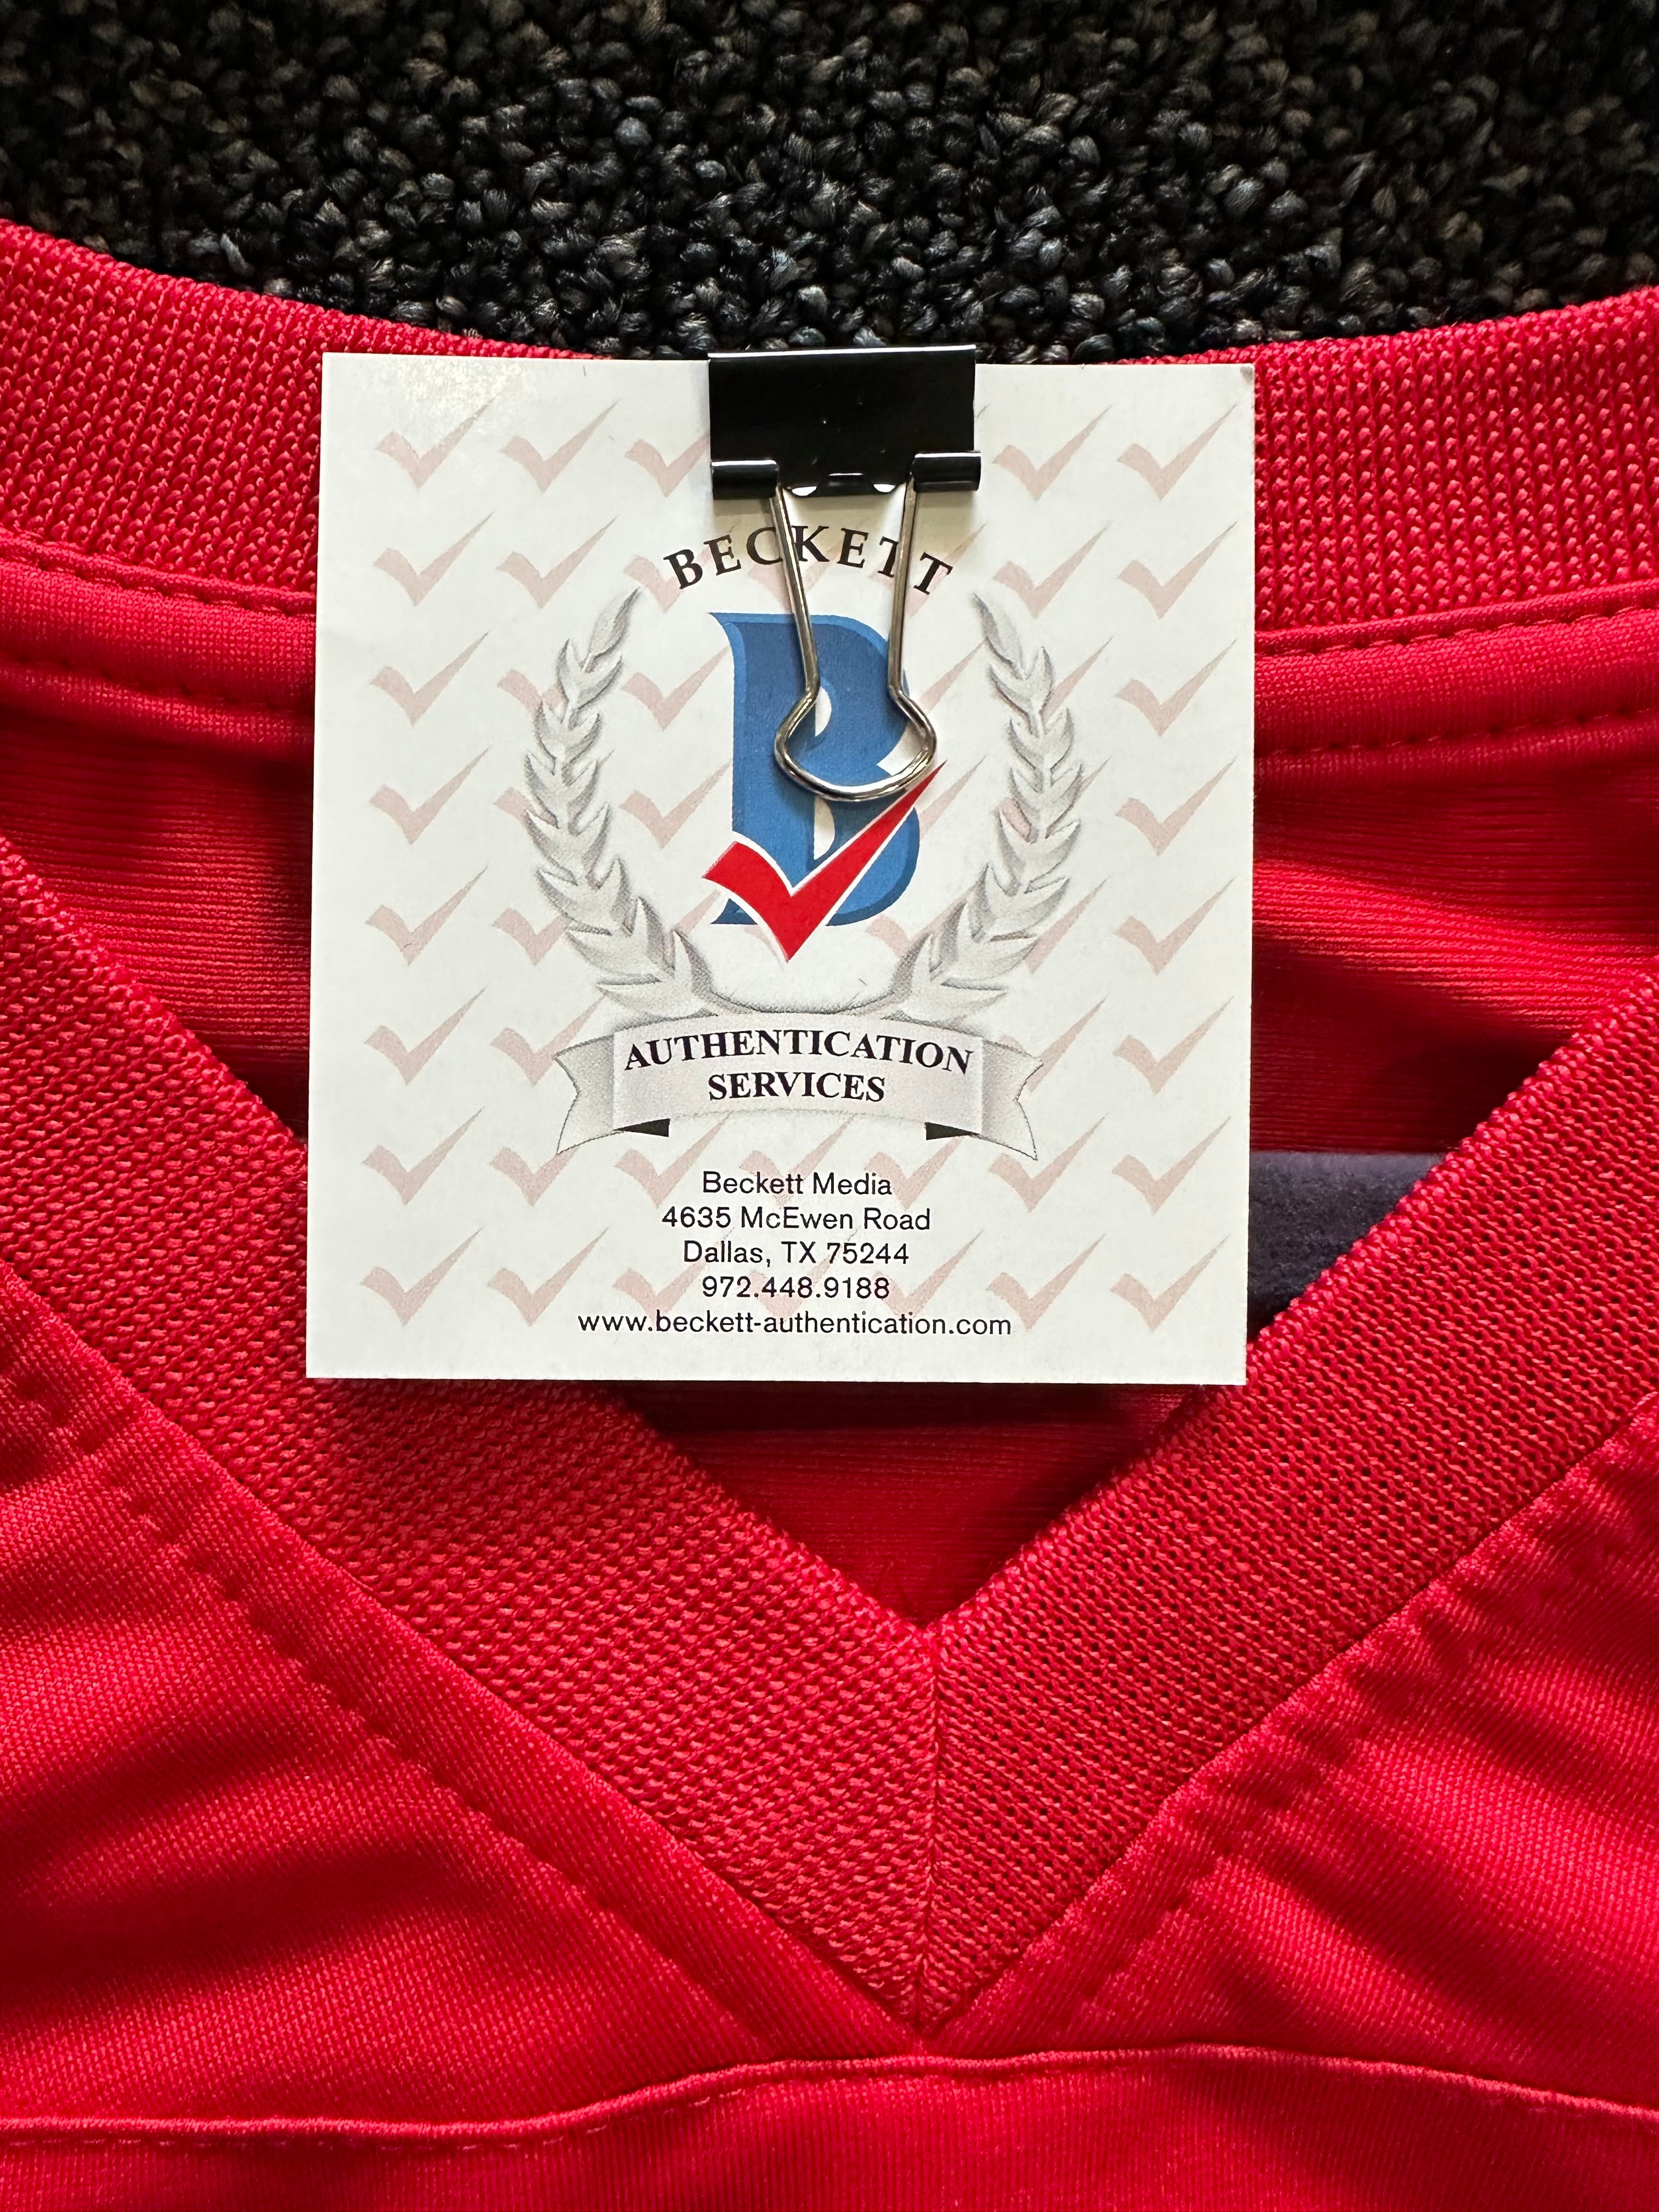 BECKETT
B
AUTHENTICATION
SERVICES
Beckett Media
4635 McEwen Road
Dallas, TX 75244
972.448.9188
www.beckett-authentication.com